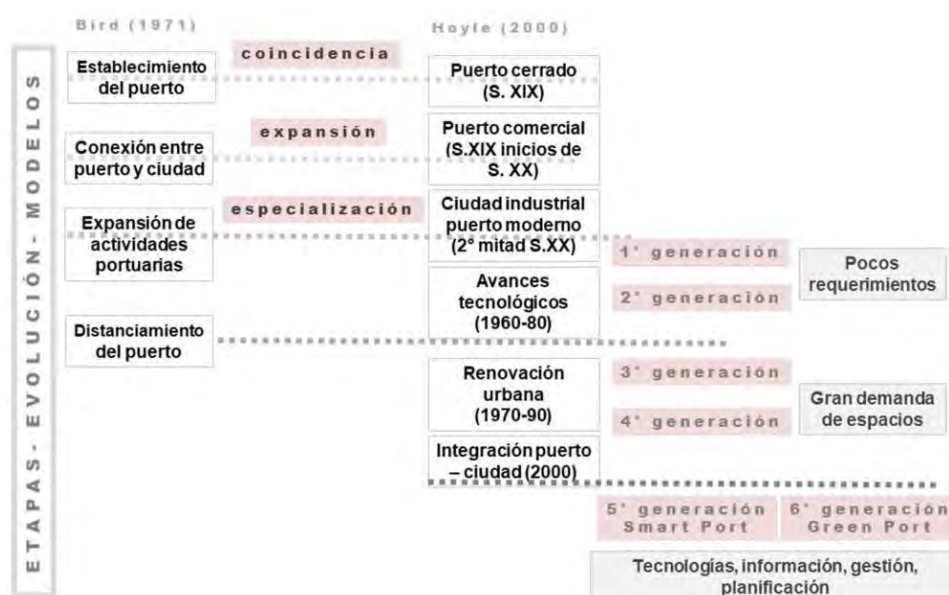 Bird (1971)
Hoyle (2000)
ETAPAS - EVOLUCIÓN - MODELOS
coincidencia
Establecimiento
del puerto
Puerto cerrado
(S. XIX)
expansión
Conexión entre
puerto y ciudad
Puerto comercial
(S.XIX inicios de
S. XX)
especialización
Expansión de
actividades
portuarias
Ciudad industrial
puerto moderno
(2° mitad S.XX)
1° generación
2° generación
Pocos
requerimientos
Avances
tecnológicos
(1960-80)
Distanciamiento
del puerto
Renovación
urbana
(1970-90)
3° generación
4° generación
Gran demanda
de espacios
Integración puerto
– ciudad (2000)
5° generación
Smart Port
6° generación
Green Port
Tecnologías, información, gestión,
planificación